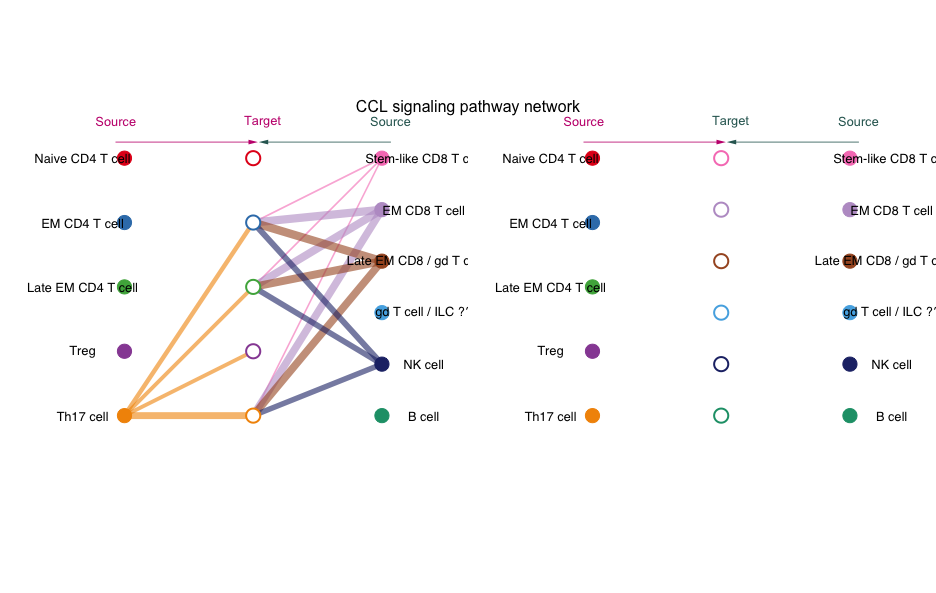 CCL signaling pathway network
Source Target Source Source Target Source
Naive CD4 T cell Stem-like CD8 T c Naive CD4 T cell Stem-like CD8 T c
EM CD4 T cell EM CD8 T cell EM CD4 T cell EM CD8 T cell
Late EM CD4 T cell Late EM CD8 / gd T c Late EM CD4 T cell Late EM CD8 / gd T c
gd T cell / ILC ?? gd T cell / ILC ??
Treg NK cell Treg NK cell
Th17 cell B cell Th17 cell B cell